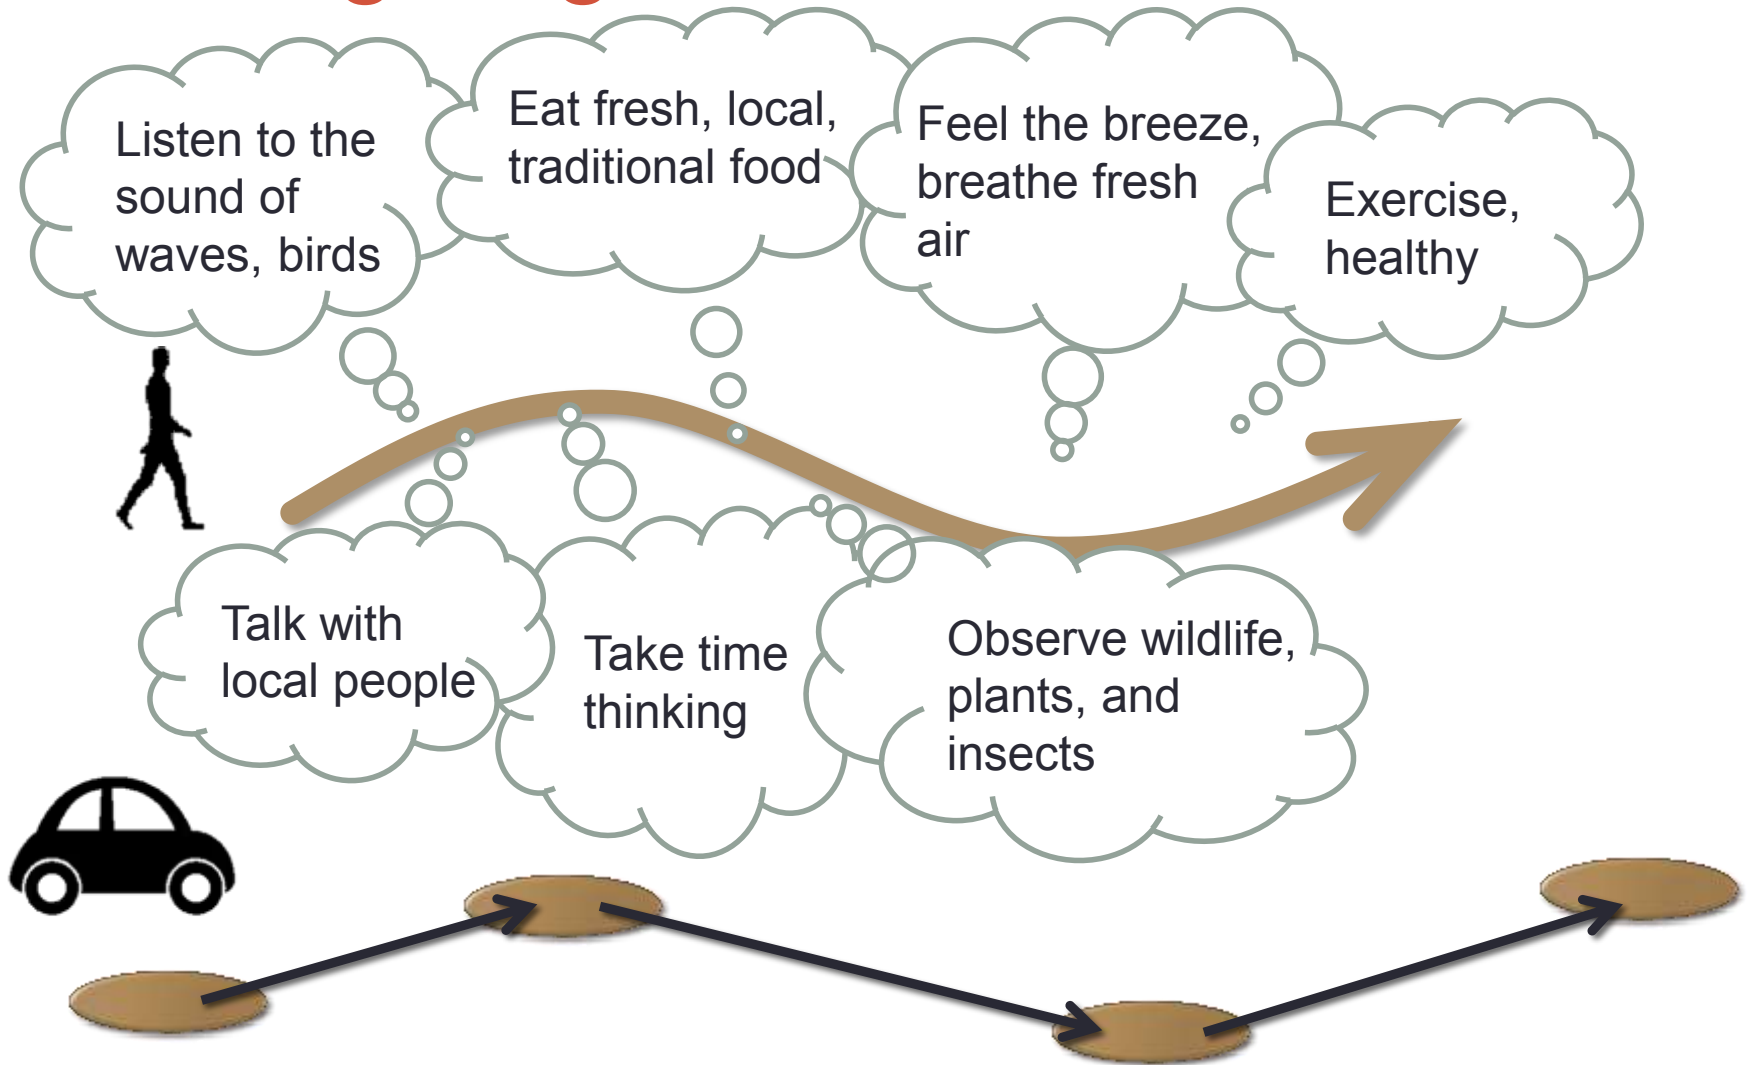 Listen to the
sound of
waves, birds
Eat fresh, local,
traditional food
Feel the breeze,
breathe fresh
air
Exercise,
healthy
Talk with
local people
Take time
thinking
Observe wildlife,
plants, and
insects